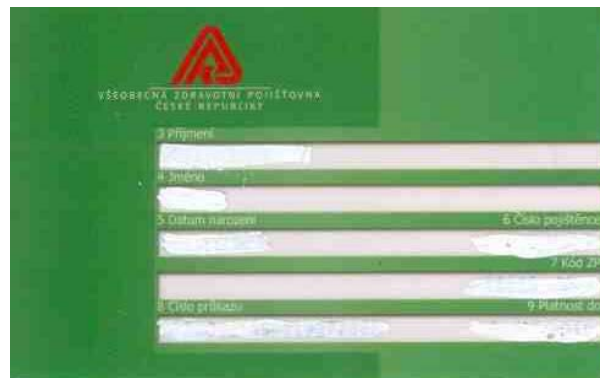 VŠEOBECNÁ ZDRAVOTNÍ POJIŠŤOVNA
ČESKÉ REPUBLIKY
3 Příjmení
4 Jméno
5 Datum narození 6 Číslo pojištěnce
7 Kód ZP
8 Číslo průkazu 9 Platnost do